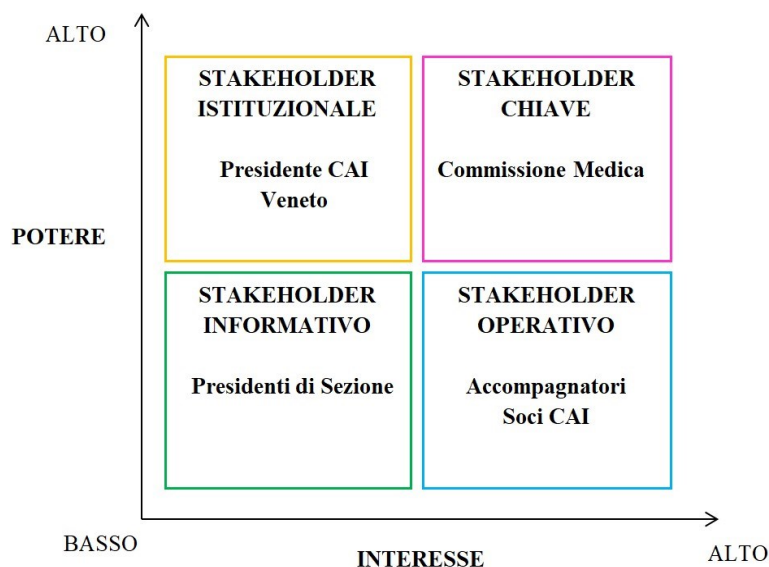 ALTO
STAKEHOLDER
ISTITUZIONALE
Presidente CAI
Veneto
STAKEHOLDER
CHIAVE
Commissione Medica
POTERE
STAKEHOLDER
INFORMATIVO
Presidenti di Sezione
STAKEHOLDER
OPERATIVO
Accompagnatori
Soci CAI
BASSO
INTERESSE
ALTO